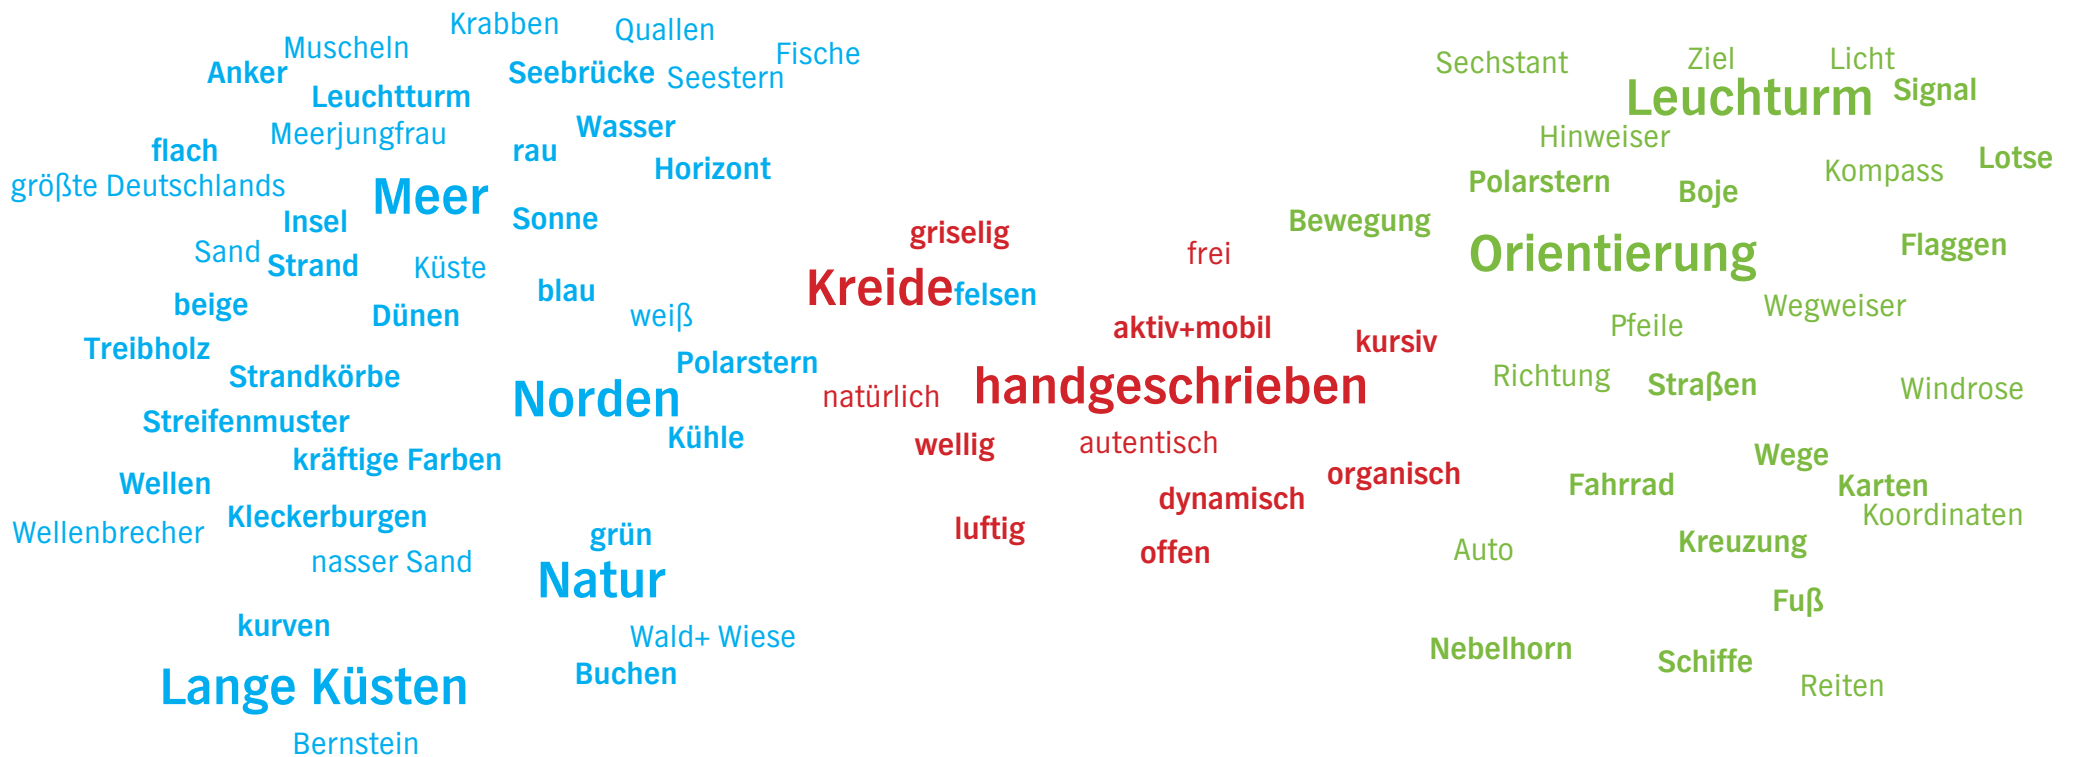 Krabben
Quallen
Muscheln
Fische
Anker
Seebrücke
Seestern
Leuchtturm
Wasser
Meerjungfrau
flach
rau
Horizont
größte Deutschlands
Meer
Insel
Sonne
Sand
Strand
Küste
beige
Dünen
blau
weiß
Treibholz
Strandkörbe
Polarstern
Norden
Streifenmuster
Kühle
kräftige Farben
Wellen
Kleckerburgen
Wellenbrecher
grün
nasser Sand
Natur
kurven
Wald+ Wiese
Buchen
Lange Küsten
Bernstein
griselig
frei
Kreidefelsen
aktiv+mobil
kursiv
natürlich
handgeschrieben
wellig
autentisch
organisch
dynamisch
luftig
offen
Sechstant
Ziel
Licht
Leuchturm
Signal
Hinweiser
Lotse
Kompass
Polarstern
Boje
Bewegung
Orientierung
Flaggen
Wegweiser
Pfeile
Richtung
Straßen
Windrose
Wege
Fahrrad
Karten
Koordinaten
Kreuzung
Auto
Fuß
Nebelhorn
Schiffe
Reiten